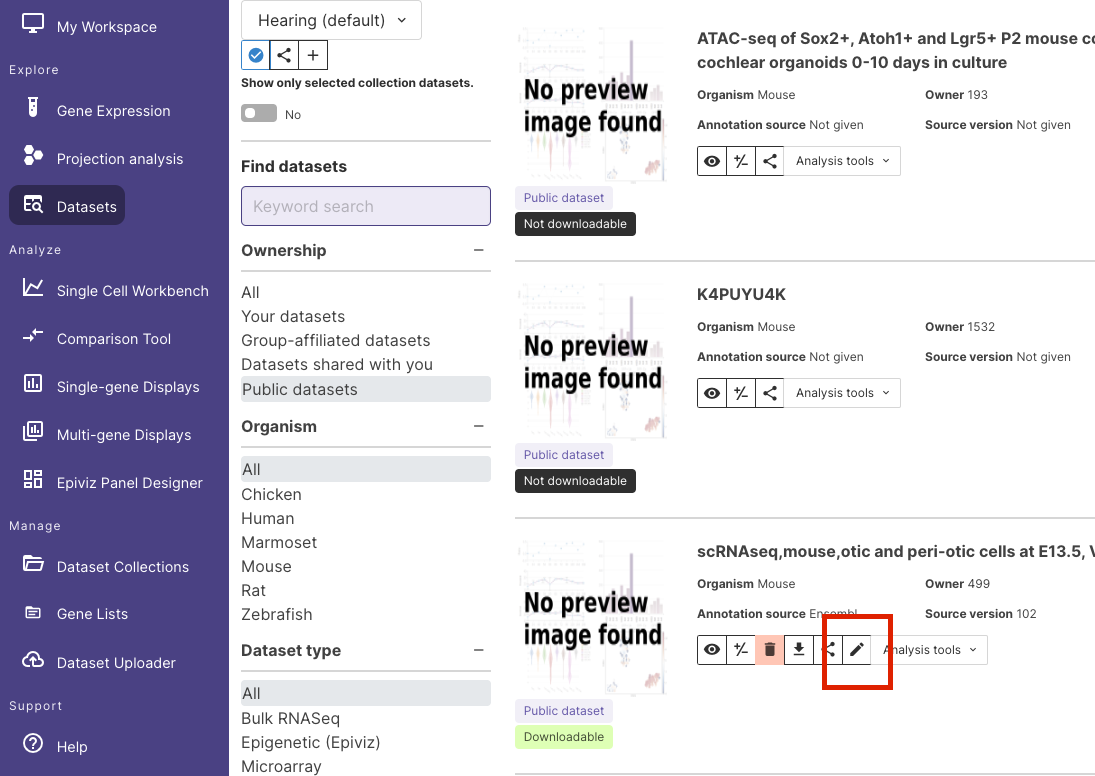 My Workspace
Explore
Gene Expression
Projection analysis
Datasets
Analyze
Single Cell Workbench
Comparison Tool
Single-gene Displays
Multi-gene Displays
Epiviz Panel Designer
Manage
Dataset Collections
Gene Lists
Dataset Uploader
Support
Help
Hearing (default)
Show only selected collection datasets.
No
Find datasets
Keyword search
Ownership
All
Your datasets
Group-affiliated datasets
Datasets shared with you
Public datasets
Organism
All
Chicken
Human
Marmoset
Mouse
Rat
Zebrafish
Dataset type
All
Bulk RNASeq
Epigenetic (Epiviz)
Microarray
No preview
image found
Public dataset
Not downloadable
ATAC-seq of Sox2+, Atoh1+ and Lgr5+ P2 mouse
cochlear organoids 0-10 days in culture
Organism Mouse
Owner 193
Annotation source Not given
Source version Not given
Analysis tools
No preview
image found
Public dataset
Not downloadable
K4PUYU4K
Organism Mouse
Owner 1532
Annotation source Not given
Source version Not given
Analysis tools
No preview
image found
Public dataset
Downloadable
scRNAseq,mouse,otic and peri-otic cells at E13.5,
Organism Mouse
Owner 499
Annotation source Ensembl
Source version 102
Analysis tools